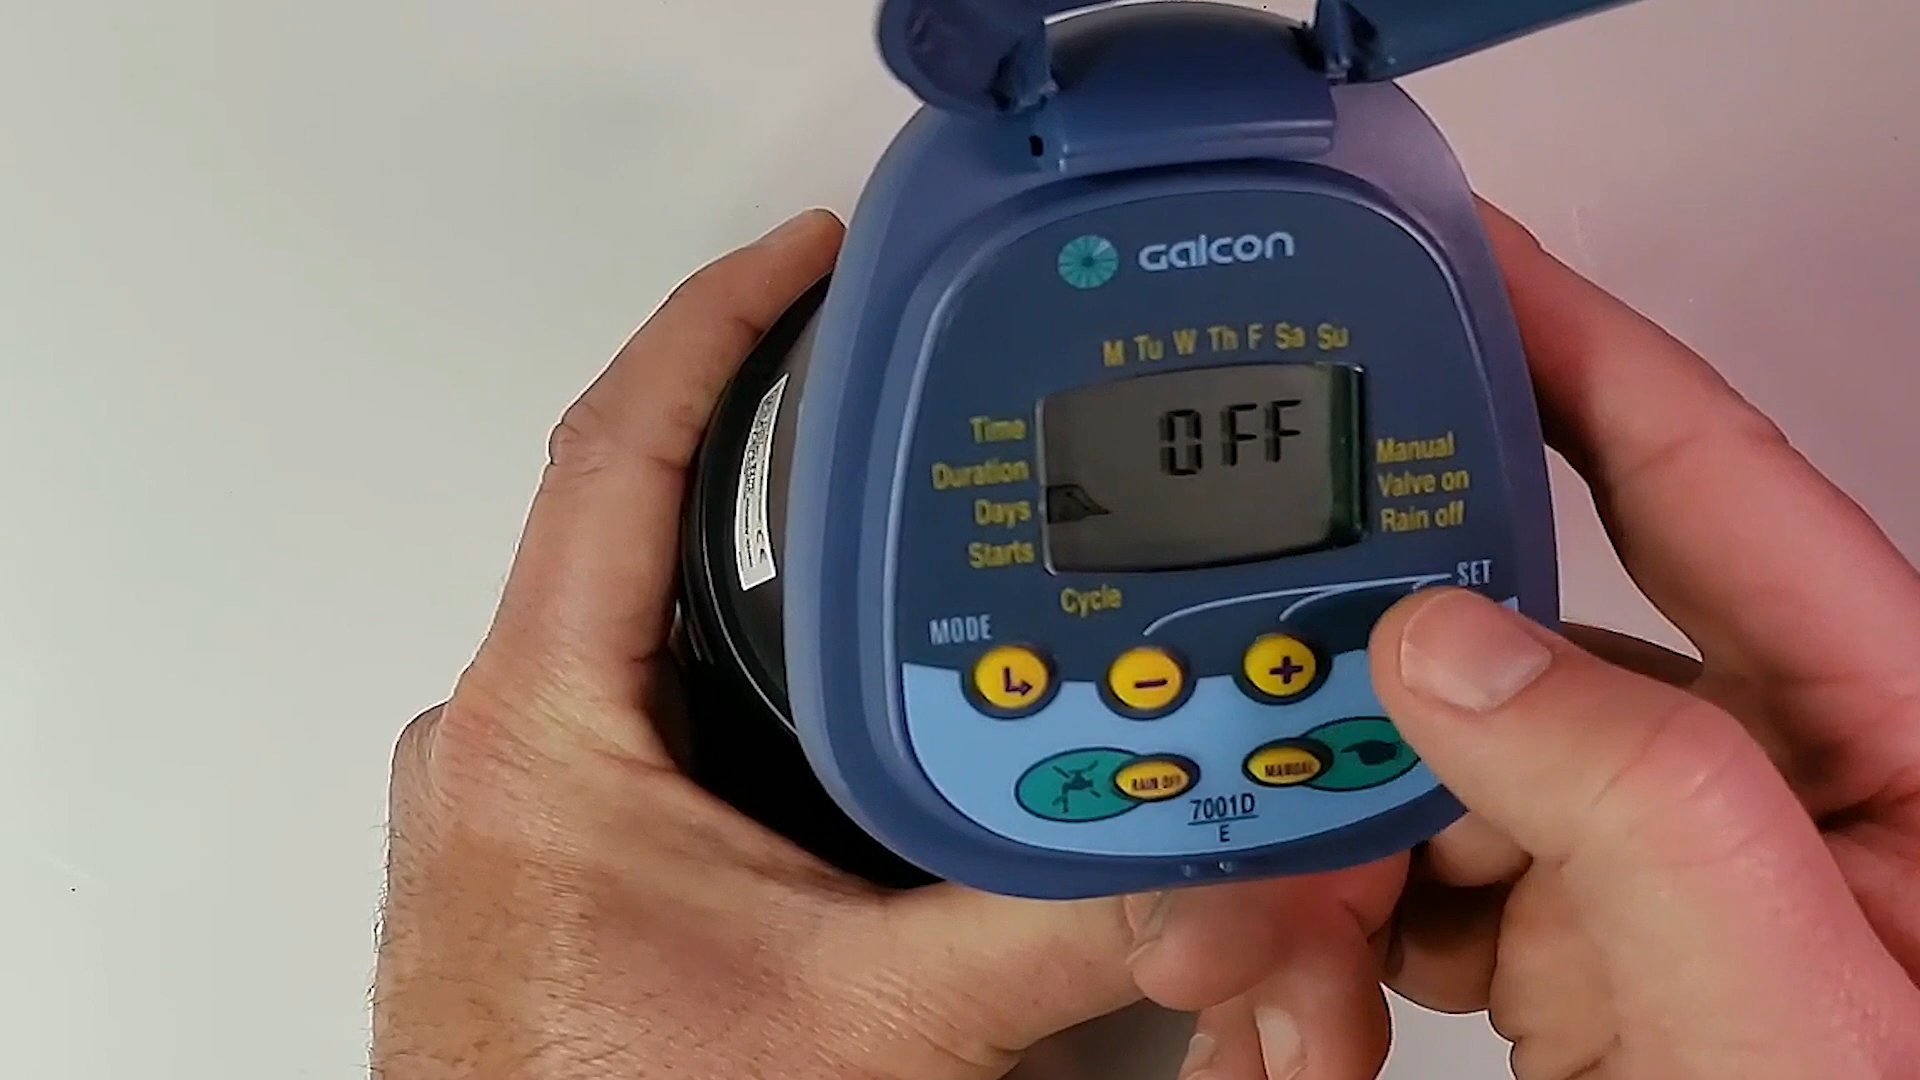 GALCON
M Tu W Th F Sa Su
OFF
Time
Duration
Days
Starts
Manual
Valve on
Rain off
Cycle
SET
MODE
RAIN OFF
MANUAL
7001D
E